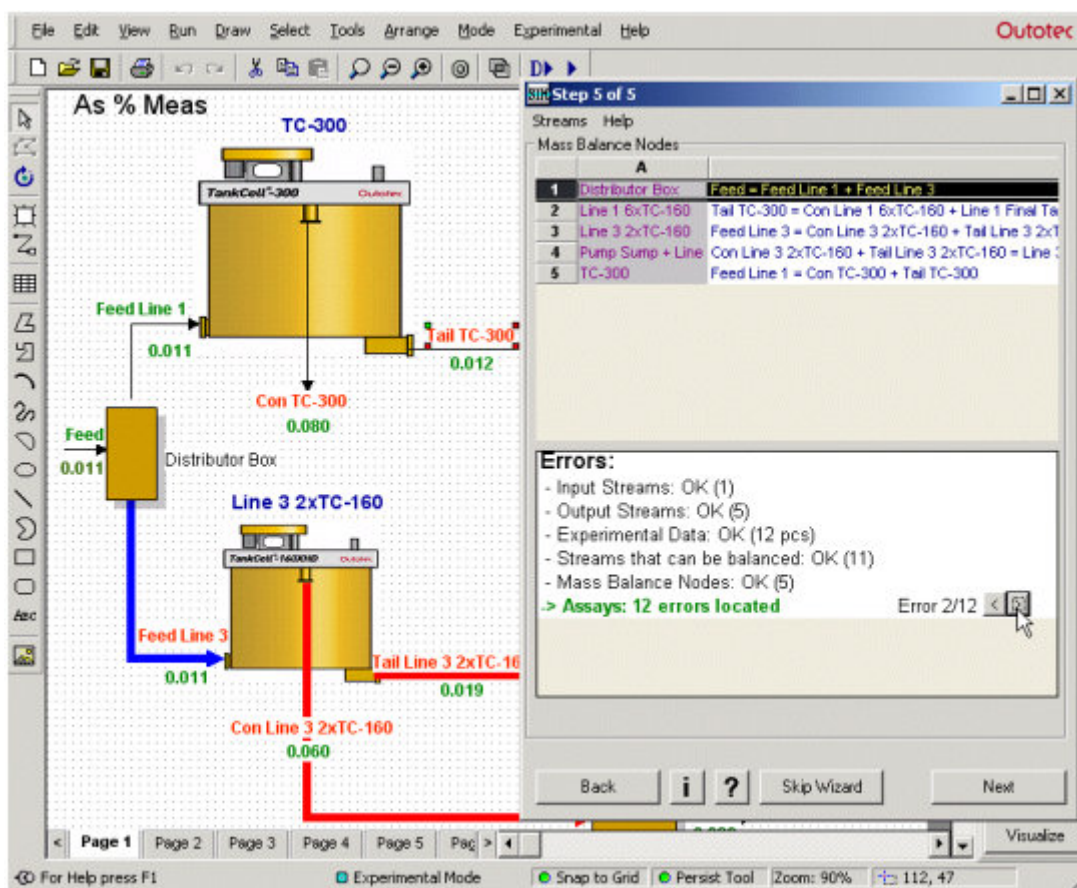 File Edit View Run Draw Select Tools Arrange Mode Experimental Help
Outotec
D
As % Meas
TC-300
TankCell®-300 Outotec
Feed Line 1
0.011
Tail TC-300
0.012
Con TC-300
0.080
Feed
0.011
Distributor Box
Line 3 2xTC-160
Outotec
Feed Line 3
0.011
Tail Line 3 2xTC-16
0.019
Con Line 3 2xTC-160
0.060
Abc
Step 5 of 5
Streams Help
Mass Balance Nodes
A
1 Distributor Box Feed = Feed Line 1 + Feed Line 3
2 Line 1 6xTC-160 Tail TC-300 = Con Line 1 6xTC-160 + Line 1 Final Ta
3 Line 3 2xTC-160 Feed Line 3 = Con Line 3 2xTC-160 + Tail Line 3 2xT
4 Pump Sump + Line Con Line 3 2xTC-160 + Tail Line 3 2xTC-160 = Line
5 TC-300 Feed Line 1 = Con TC-300 + Tail TC-300
Errors:
- Input Streams: OK (1)
- Output Streams: OK (5)
- Experimental Data: OK (12 pcs)
- Streams that can be balanced: OK (11)
- Mass Balance Nodes: OK (5)
-> Assays: 12 errors located Error 2/12 <
Back i ? Skip Wizard Next
< Page 1 Page 2 Page 3 Page 4 Page 5 Pag >
Visualize
For Help press F1 Experimental Mode Snap to Grid Persist Tool Zoom: 90% 112, 47